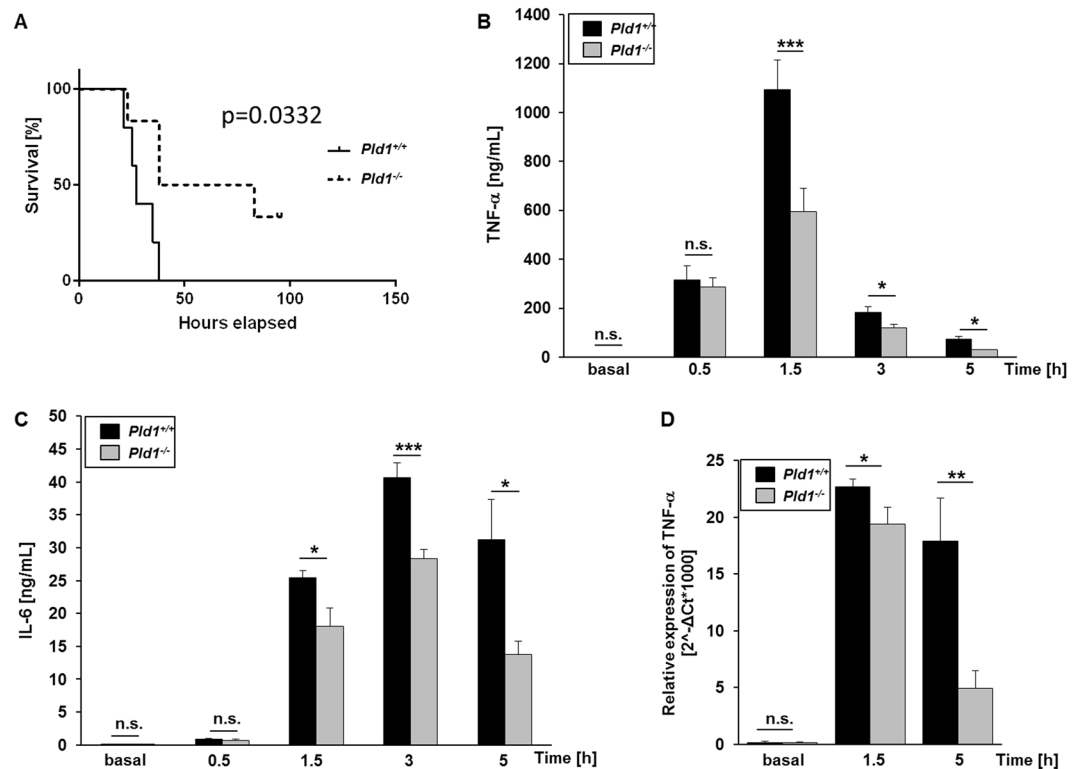 A
100
50
0
Survival [%]
p=0.0332
Pld1+/+
Pld1-/-
0 50 100 150
Hours elapsed
B
1400
1200
1000
800
600
400
200
0
TNF-α [ng/mL]
Pld1+/+
Pld1-/-
n.s.
n.s.
***
*
*
basal 0.5 1.5 3 5 Time [h]
C
50
45
40
35
30
25
20
15
10
5
0
IL-6 [ng/mL]
Pld1+/+
Pld1-/-
n.s.
n.s.
*
***
*
basal 0.5 1.5 3 5 Time [h]
D
25
20
15
10
5
0
Relative expression of TNF-α
[2^-ΔCt*1000]
Pld1+/+
Pld1-/-
n.s.
*
**
basal 1.5 5 Time [h]